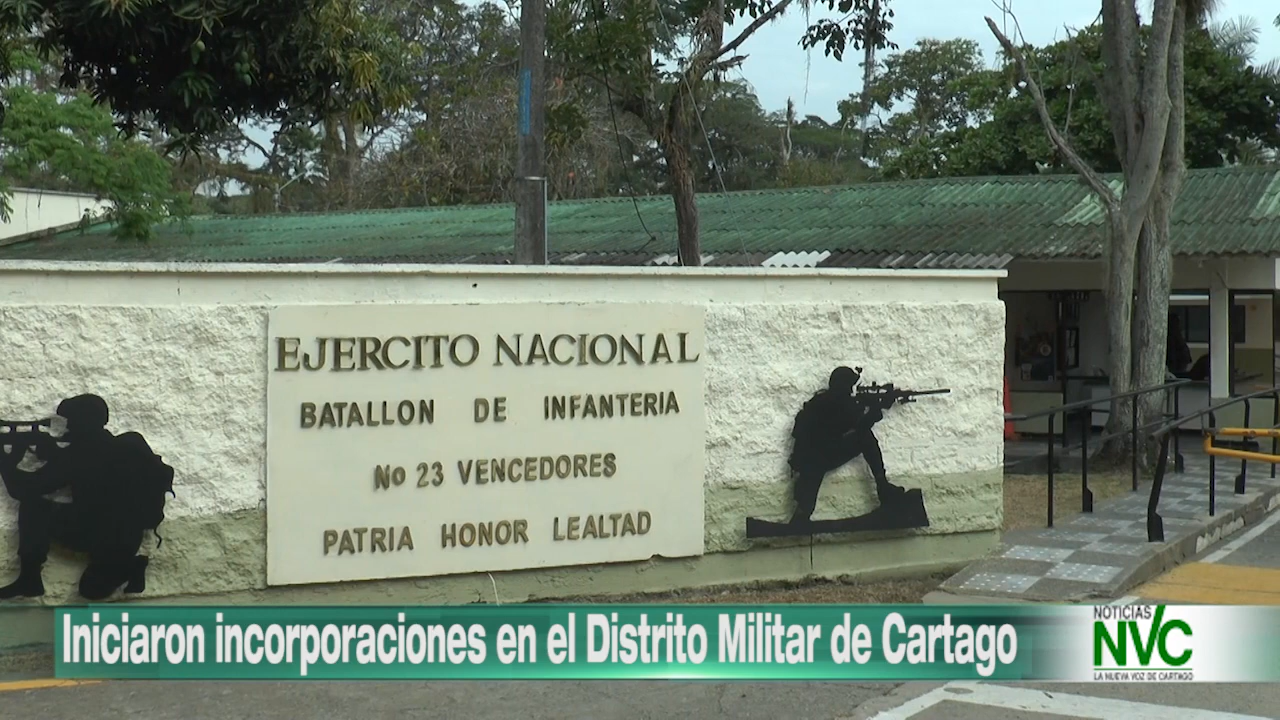 EJERCITO NACIONAL
BATALLON DE INFANTERIA
No 23 VENCEDORES
PATRIA HONOR LEALTAD
Iniciaron incorporaciones en el Distrito Militar de Cartago
NOTICIAS
NVC
LA NUEVA VOZ DE CARTAGO